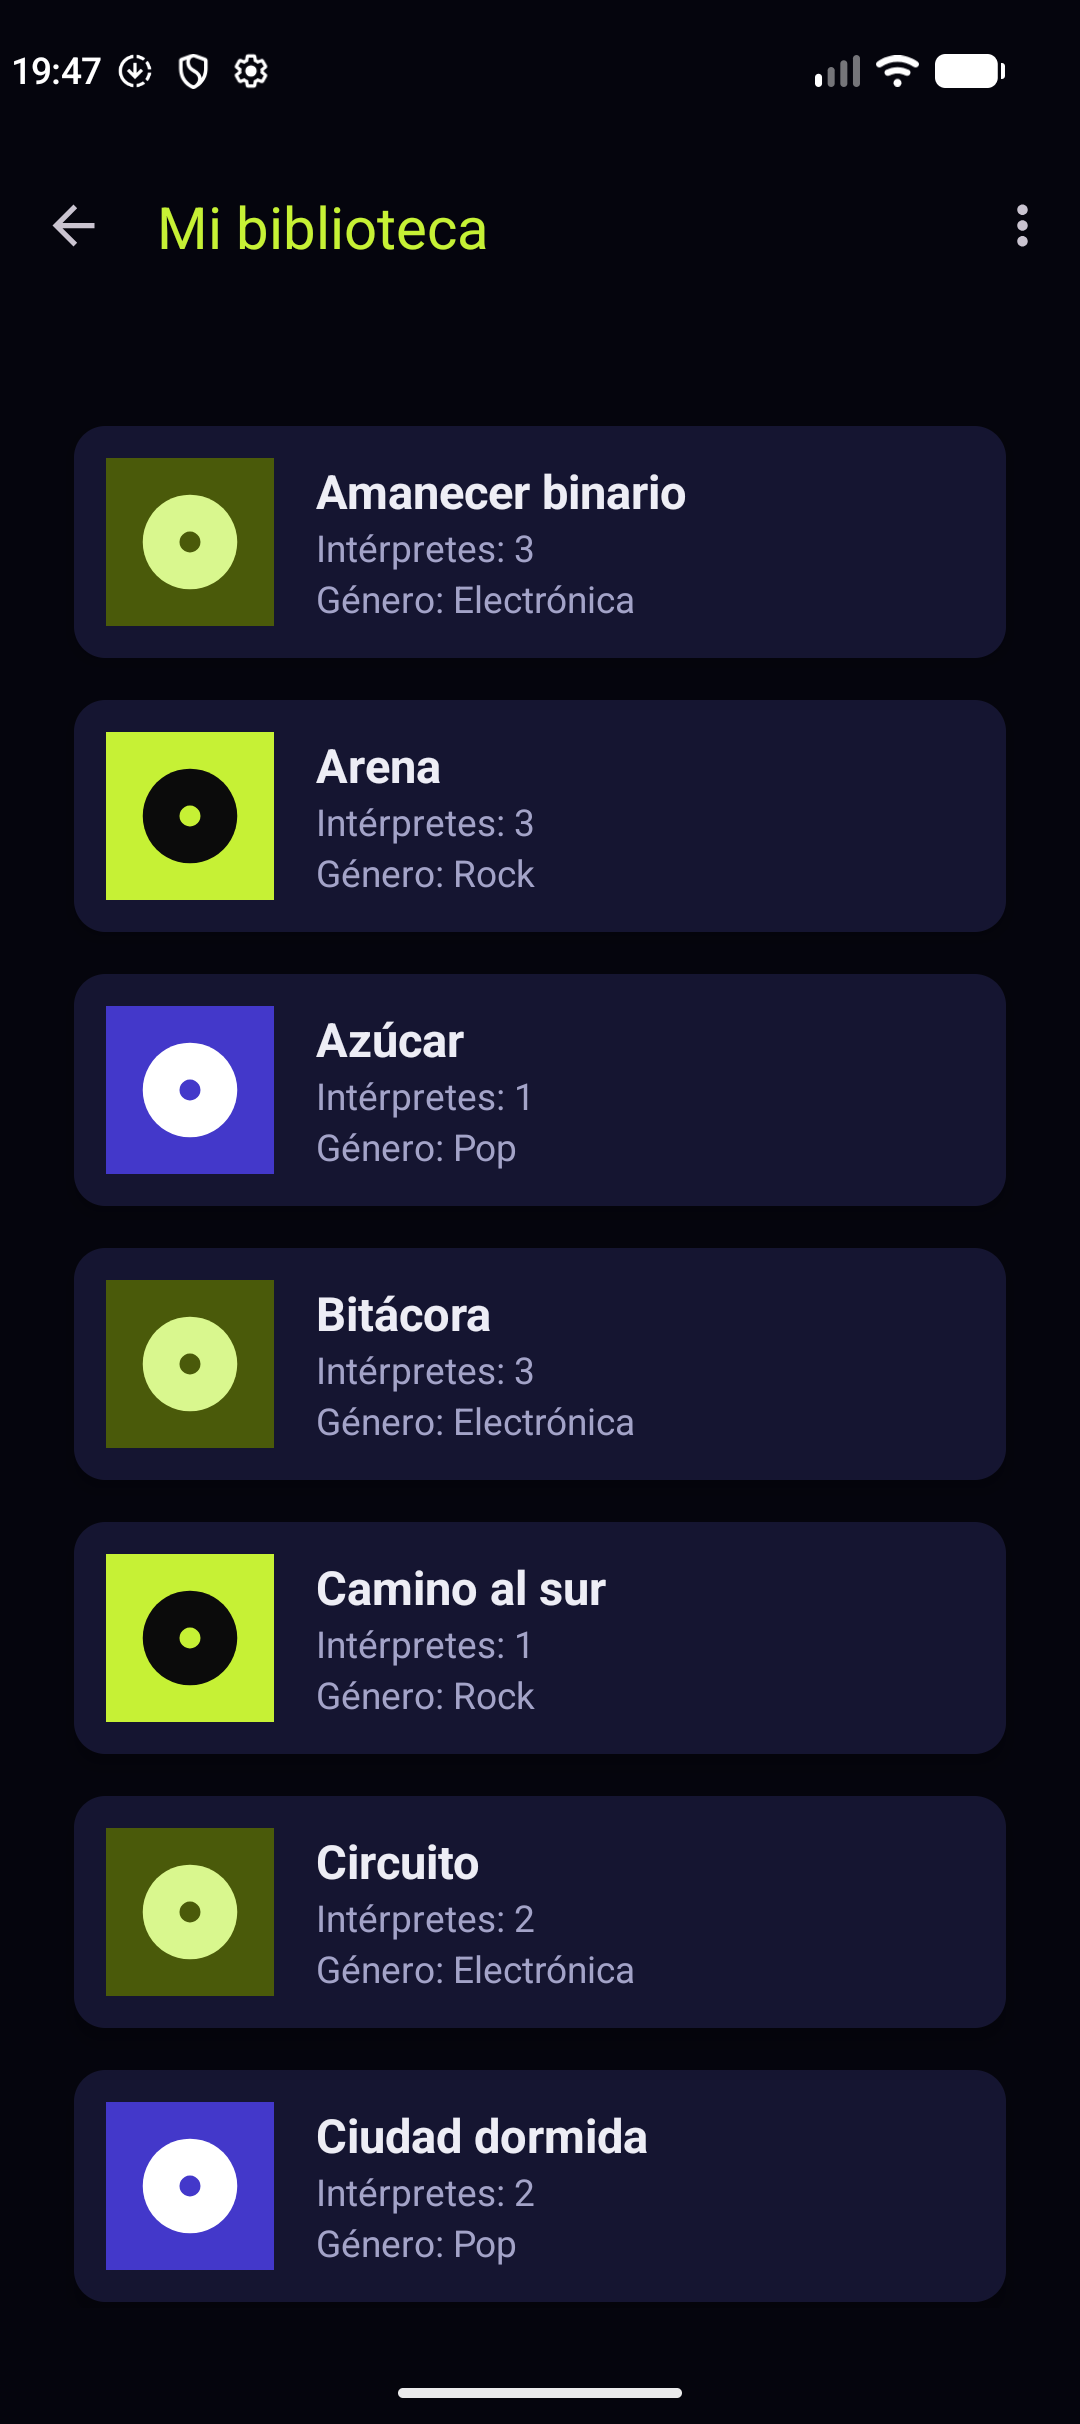 19:47
Mi biblioteca
Amanecer binario
Intérpretes: 3
Género: Electrónica
Arena
Intérpretes: 3
Género: Rock
Azúcar
Intérpretes: 1
Género: Pop
Bitácora
Intérpretes: 3
Género: Electrónica
Camino al sur
Intérpretes: 1
Género: Rock
Circuito
Intérpretes: 2
Género: Electrónica
Ciudad dormida
Intérpretes: 2
Género: Pop